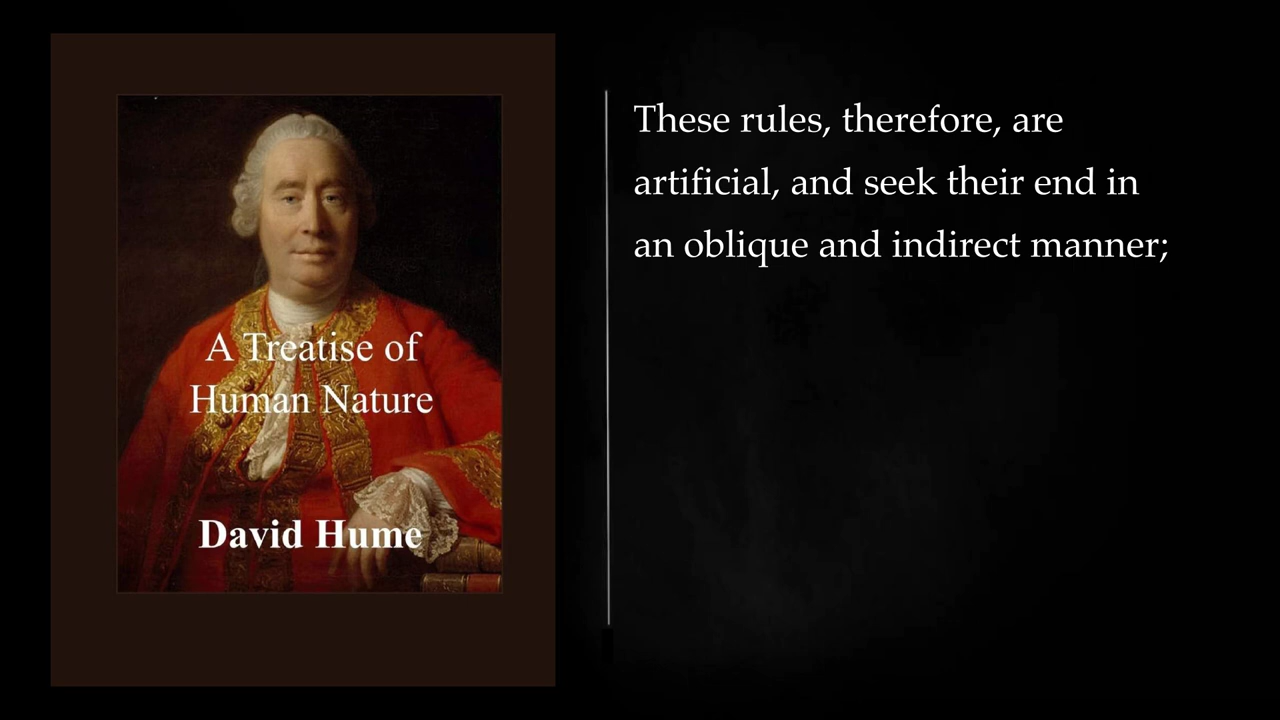 A Treatise of
Human Nature
David Hume
These rules, therefore, are
artificial, and seek their end in
an oblique and indirect manner;